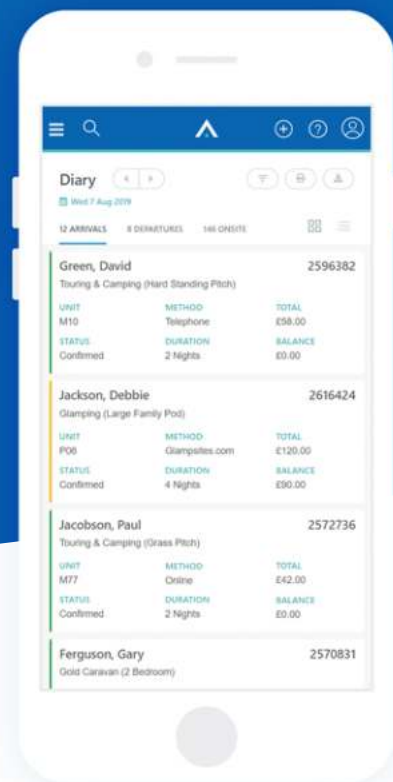 Diary
Wed 7 Aug 2019
12 ARRIVALS 8 DEPARTURES 146 ONSITE
Green, David 2596382
Touring & Camping (Hard Standing Pitch)
UNIT METHOD TOTAL
M10 Telephone £58.00
STATUS DURATION BALANCE
Confirmed 2 Nights £0.00
Jackson, Debbie 2616424
Glamping (Large Family Pod)
UNIT METHOD TOTAL
P06 Glampsites.com £120.00
STATUS DURATION BALANCE
Confirmed 4 Nights £90.00
Jacobson, Paul 2572736
Touring & Camping (Grass Pitch)
UNIT METHOD TOTAL
M77 Online £42.00
STATUS DURATION BALANCE
Confirmed 2 Nights £0.00
Ferguson, Gary 2570831
Gold Caravan (2 Bedroom)